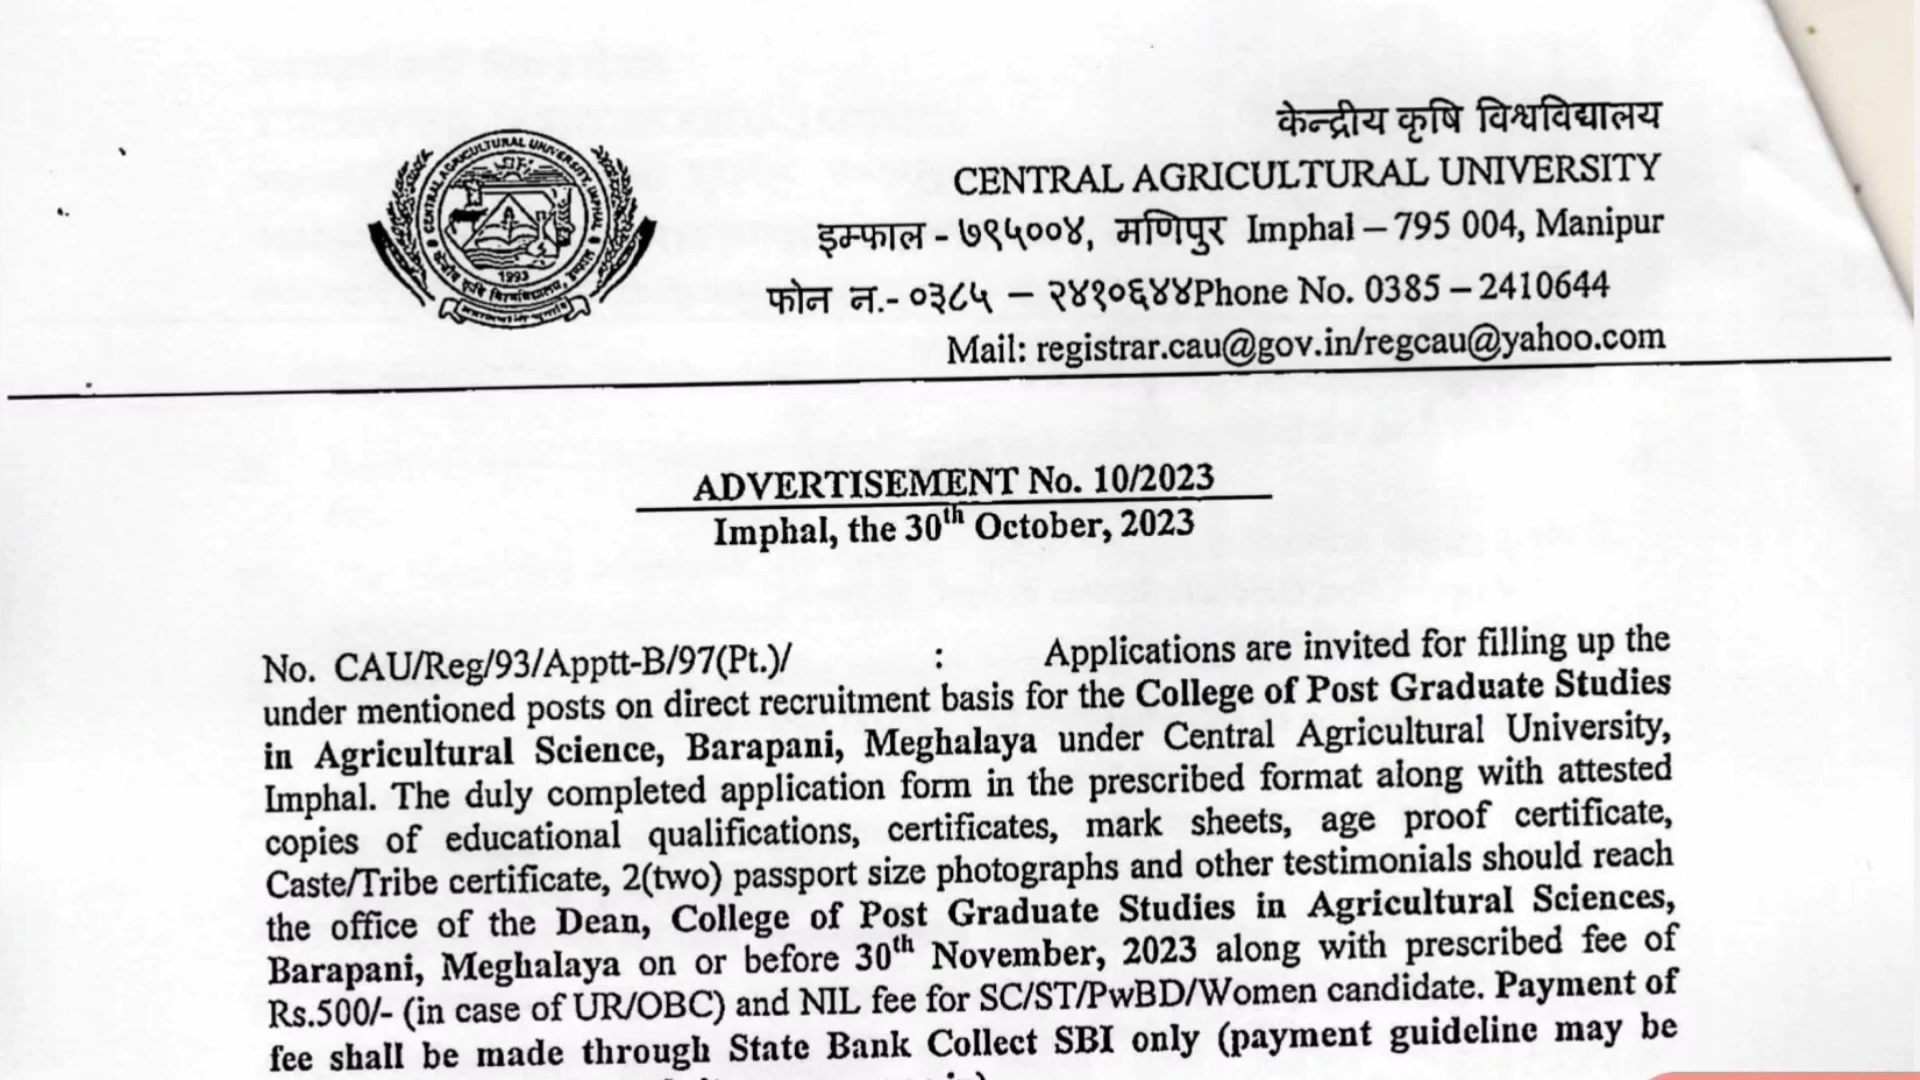 केन्द्रीय कृषि विश्वविद्यालय
CENTRAL AGRICULTURAL UNIVERSITY
इम्फाल - ७९५००४, मणिपुर Imphal – 795 004, Manipur
फोन न.- ०३८५ – २४१०६४४Phone No. 0385 – 2410644
Mail: registrar.cau@gov.in/regcau@yahoo.com
CENTRAL AGRICULTURAL UNIVERSITY, IMPHAL
1993
ADVERTISEMENT No. 10/2023
Imphal, the 30th October, 2023
No. CAU/Reg/93/Apptt-B/97(Pt.)/ : Applications are invited for filling up the
under mentioned posts on direct recruitment basis for the College of Post Graduate Studies
in Agricultural Science, Barapani, Meghalaya under Central Agricultural University,
Imphal. The duly completed application form in the prescribed format along with attested
copies of educational qualifications, certificates, mark sheets, age proof certificate,
Caste/Tribe certificate, 2(two) passport size photographs and other testimonials should reach
the office of the Dean, College of Post Graduate Studies in Agricultural Sciences,
Barapani, Meghalaya on or before 30th November, 2023 along with prescribed fee of
Rs.500/- (in case of UR/OBC) and NIL fee for SC/ST/PwBD/Women candidate. Payment of
fee shall be made through State Bank Collect SBI only (payment guideline may be